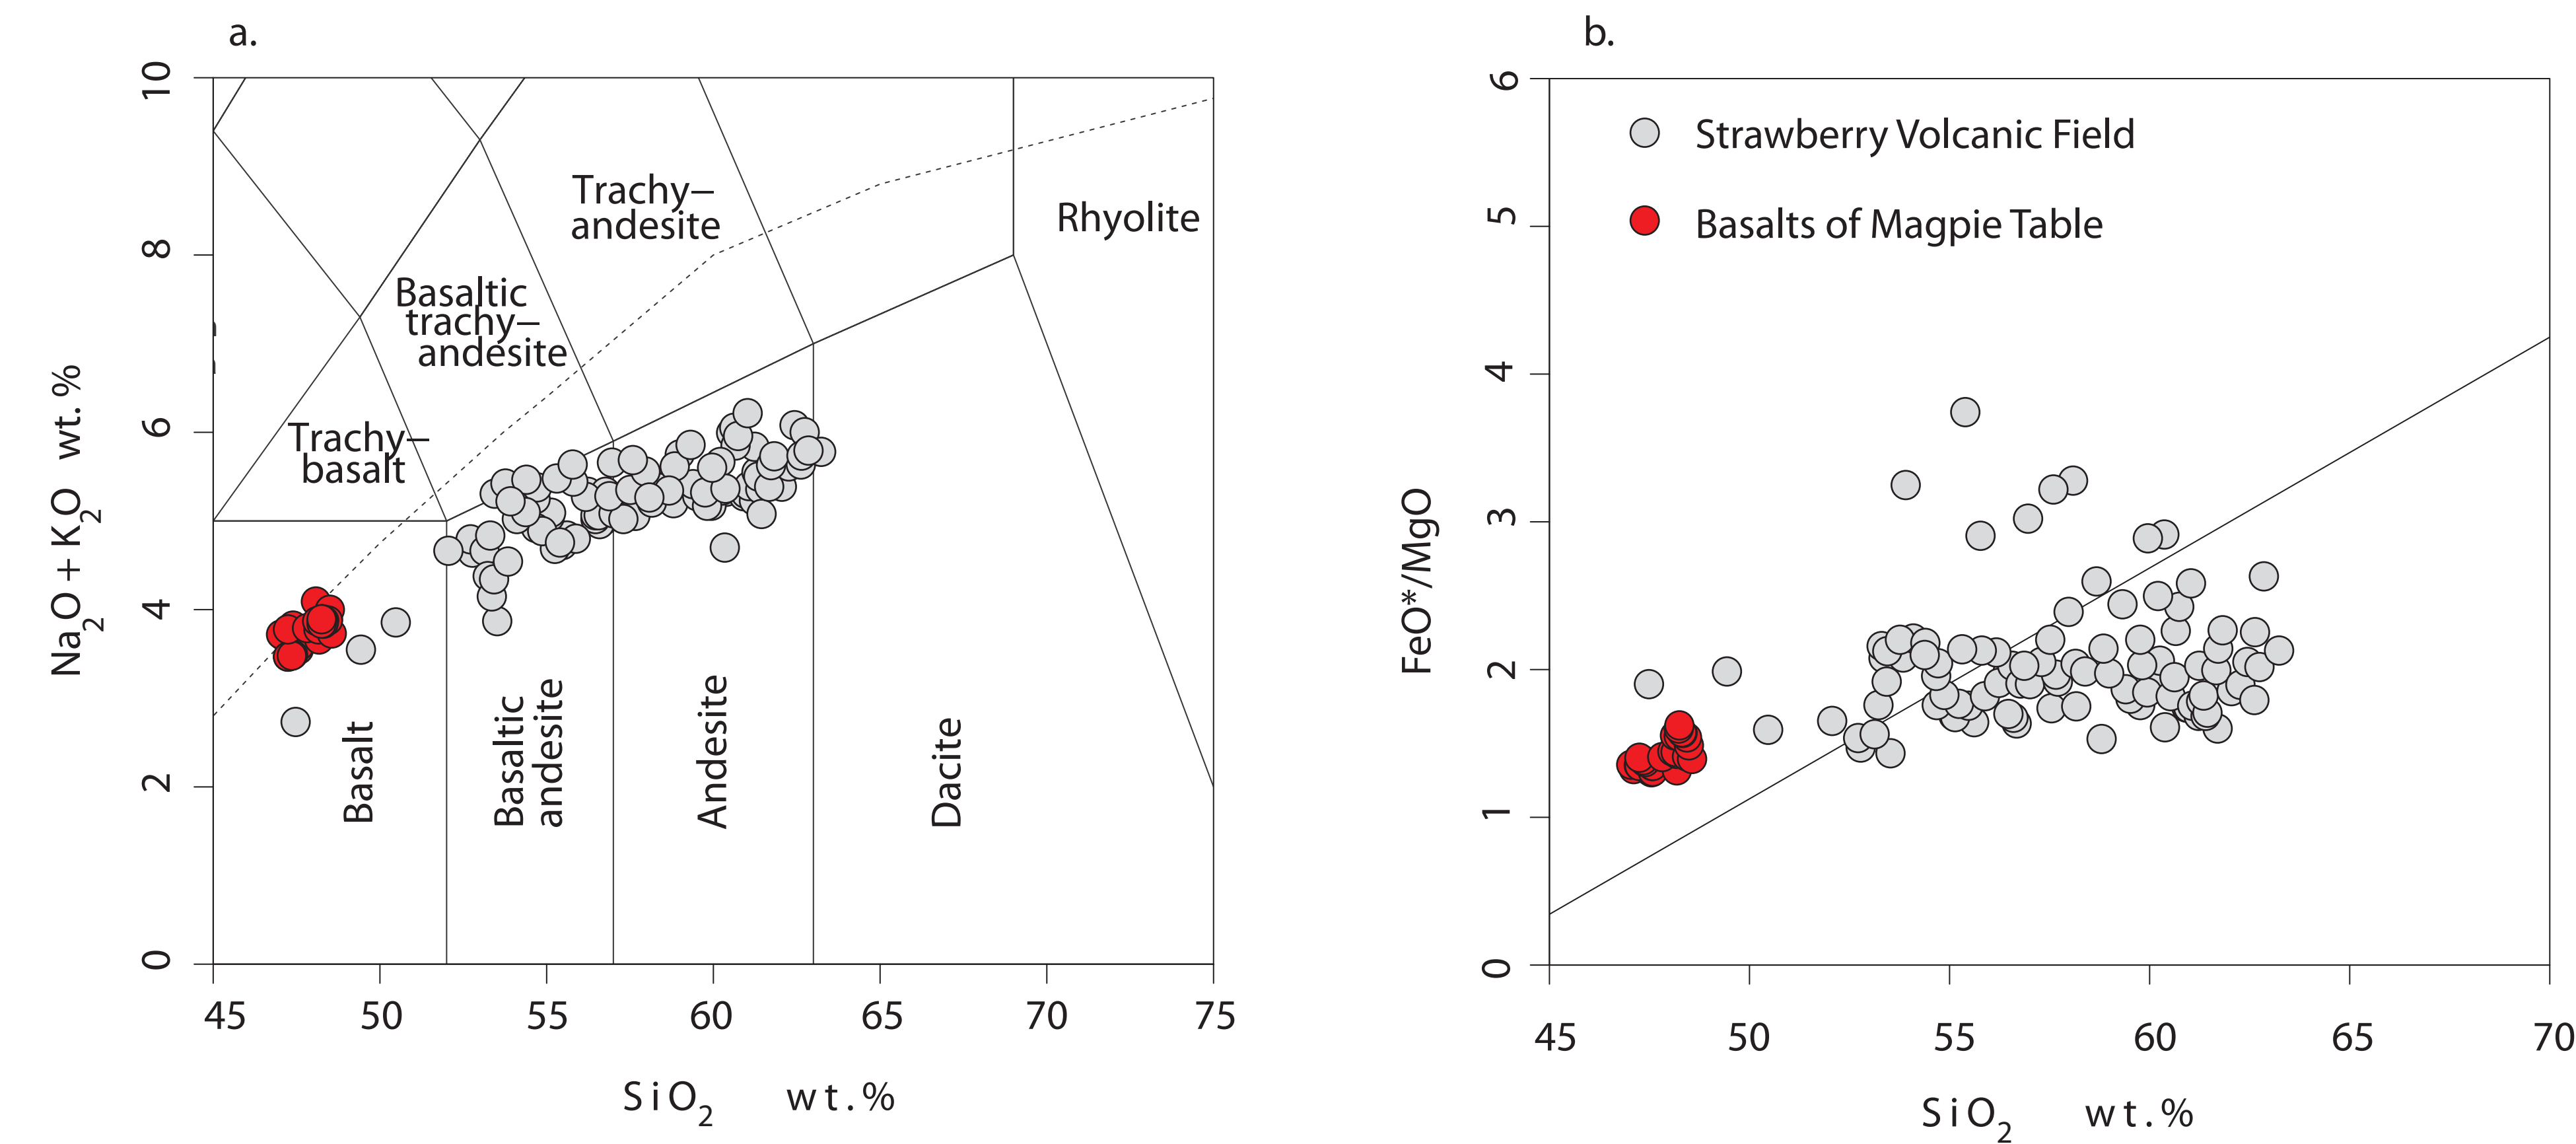 a.
10
8
6
4
2
0
Na2O + K2O wt. %
Trachy–
andesite
Rhyolite
Basaltic
trachy–
andesite
Trachy–
basalt
Basalt
Basaltic
andesite
Andesite
Dacite
45 50 55 60 65 70 75
SiO2 wt.%
b.
6
5
4
3
2
1
0
FeO*/MgO
Strawberry Volcanic Field
Basalts of Magpie Table
45 50 55 60 65 70
SiO2 wt.%